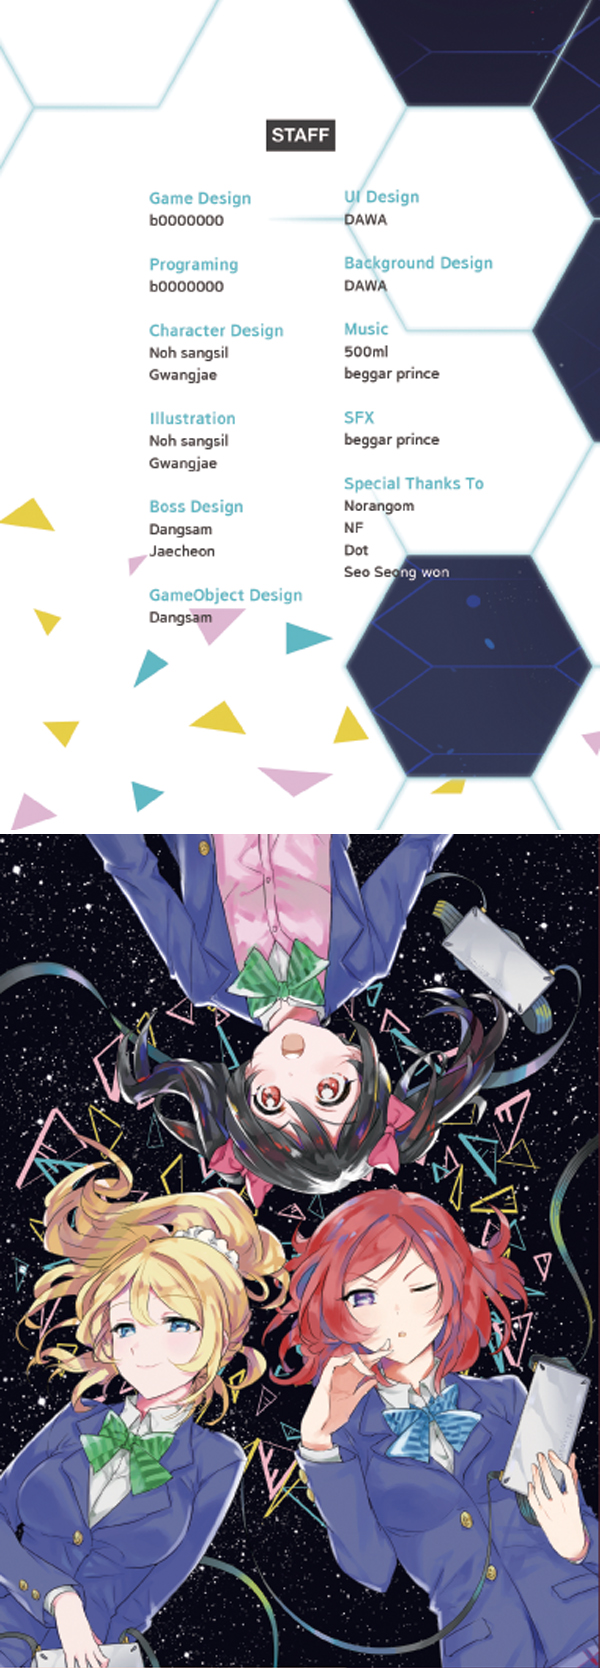 STAFF
Game Design
b0000000
Programing
b0000000
Character Design
Noh sangsil
Gwangjae
Illustration
Noh sangsil
Gwangjae
Boss Design
Dangsam
Jaecheon
GameObject Design
Dangsam
UI Design
DAWA
Background Design
DAWA
Music
500ml
beggar prince
SFX
beggar prince
Special Thanks To
Norangom
NF
Dot
Seo Seong won